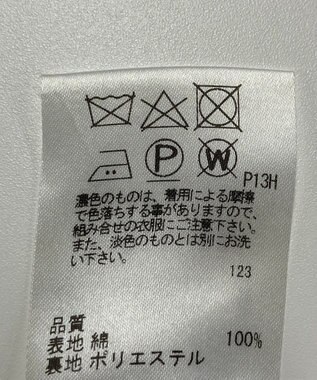 P
W
P13H
濃色のものは、着用による摩擦
で色落ちする事がありますので、
組み合せの衣服にご注意下さい。
また、淡色のものとは別にお洗
い下さい。
123
品質
表地 綿 100%
裏地 ポリエステル